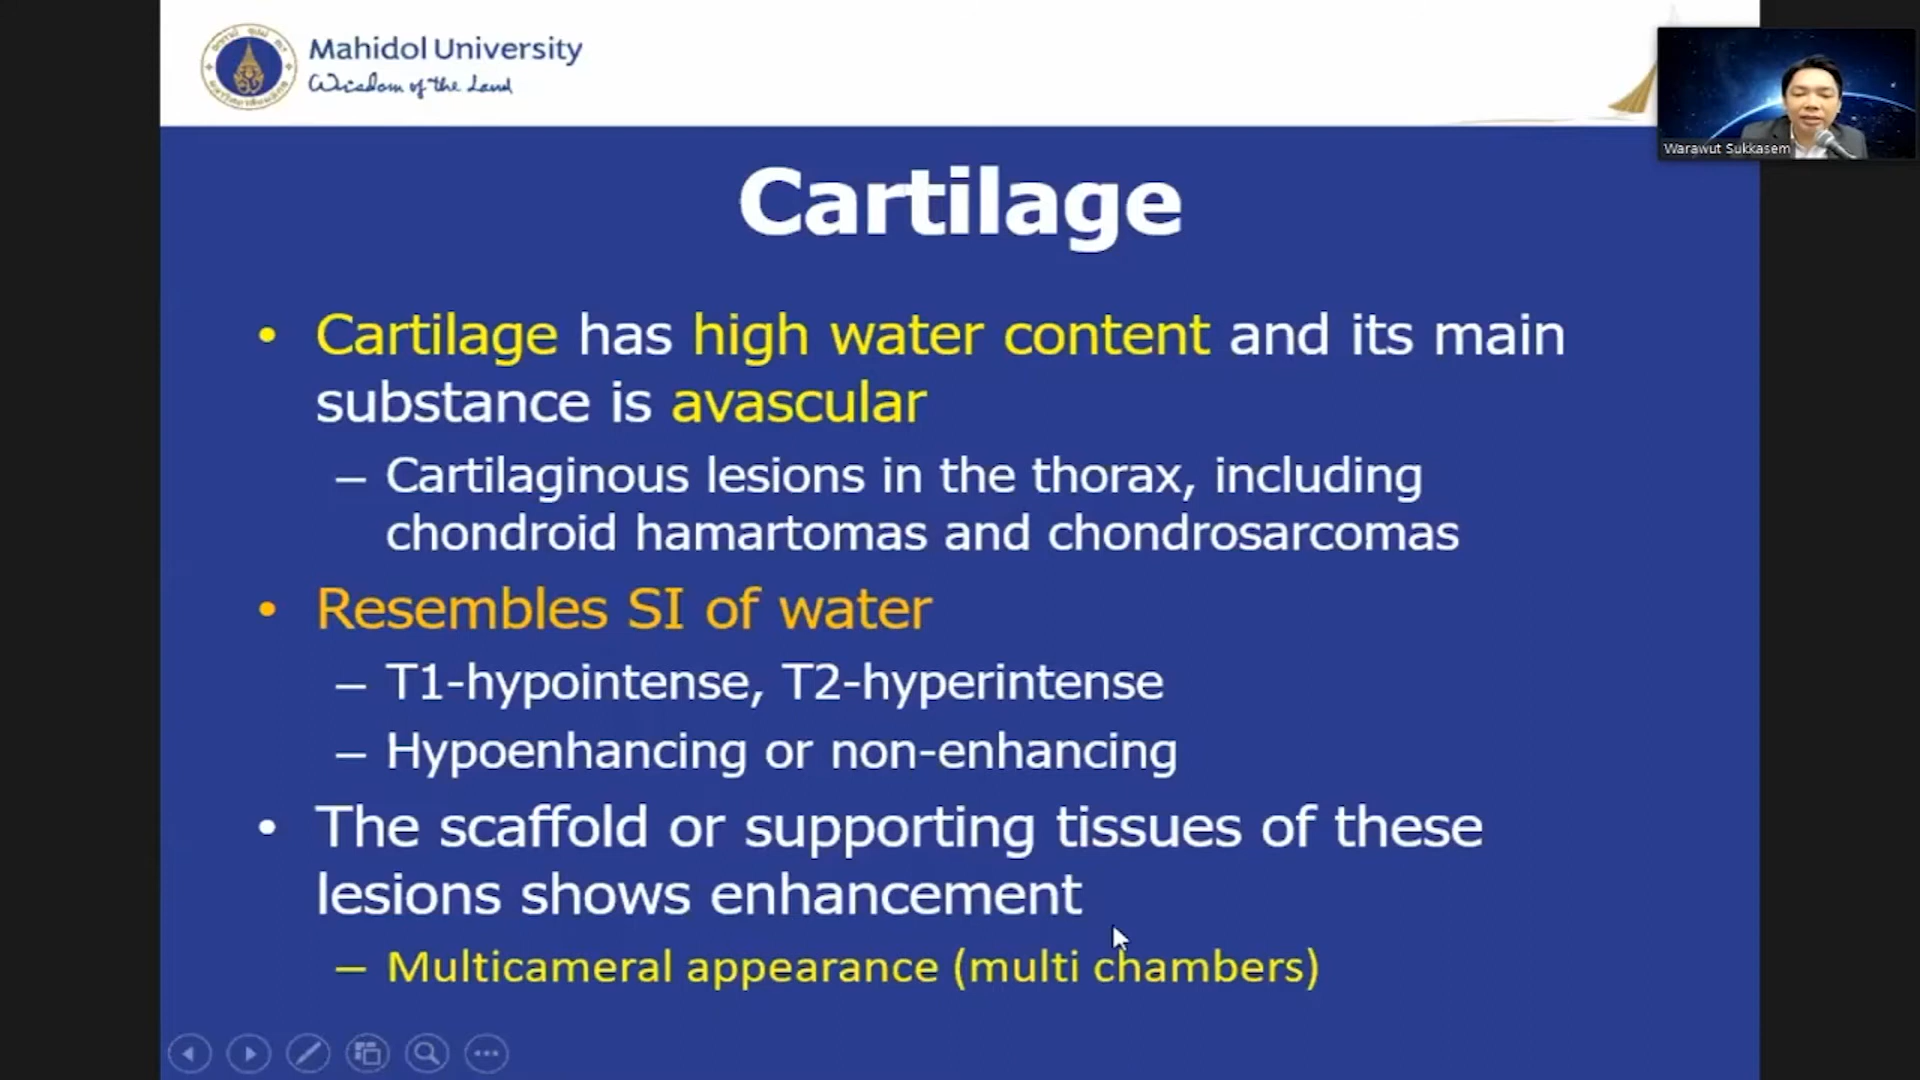 Mahidol University
Wisdom of the Land
Warawut Sukkasem
Cartilage
• Cartilage has high water content and its main
substance is avascular
– Cartilaginous lesions in the thorax, including
chondroid hamartomas and chondrosarcomas
• Resembles SI of water
– T1-hypointense, T2-hyperintense
– Hypoenhancing or non-enhancing
• The scaffold or supporting tissues of these
lesions shows enhancement
– Multicameral appearance (multi chambers)